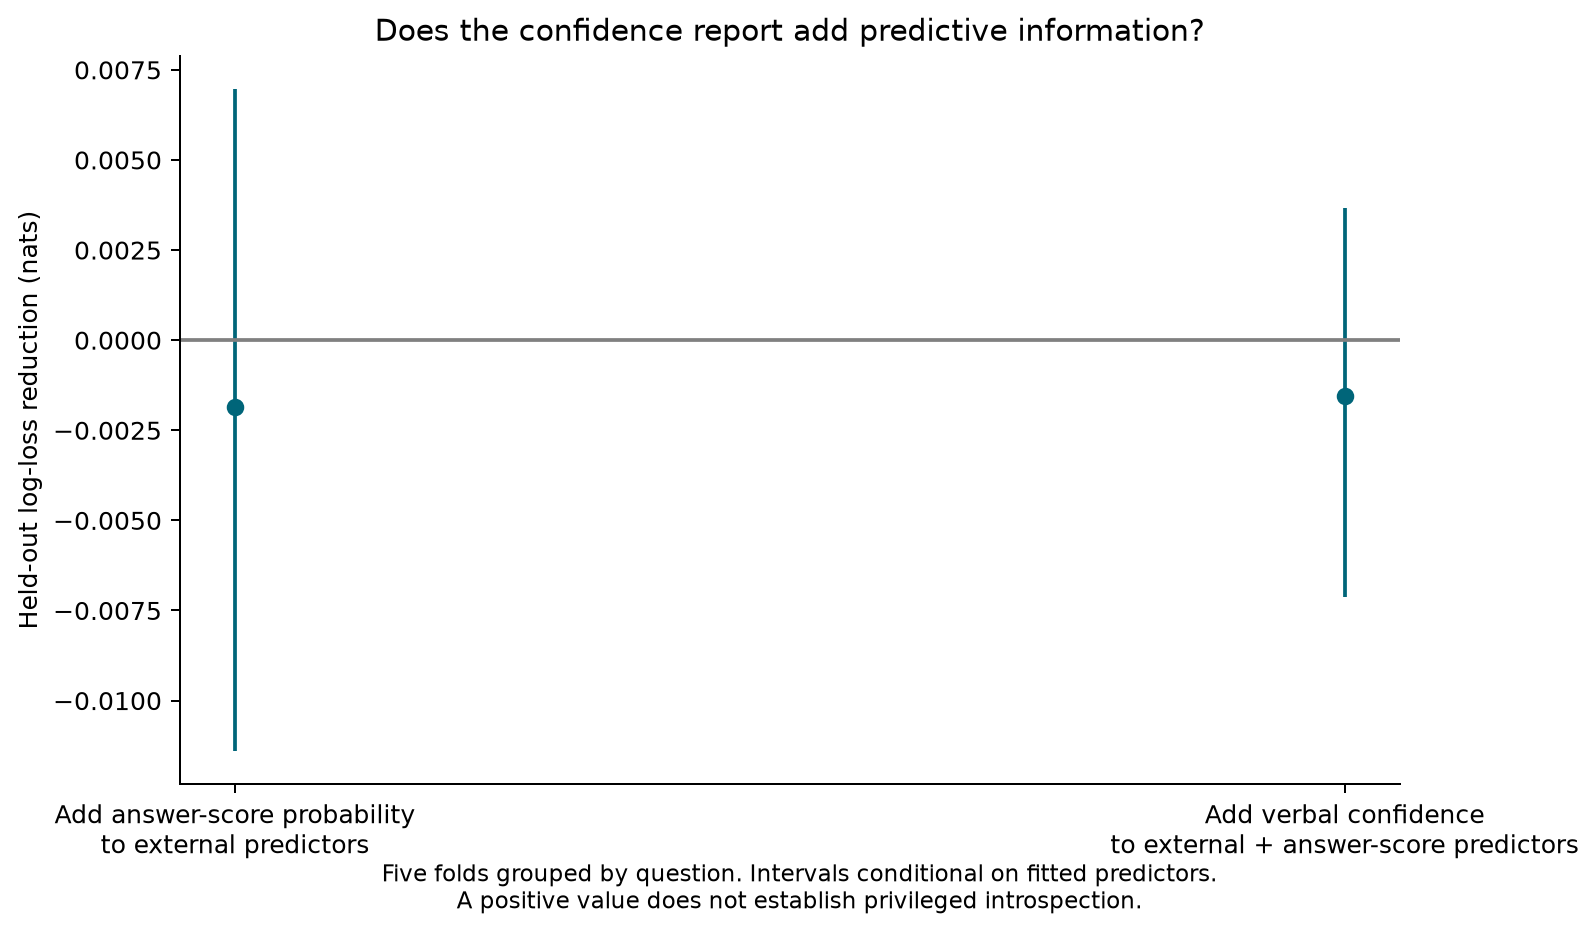 Does the confidence report add predictive information?
Held-out log-loss reduction (nats)
0.0075
0.0050
0.0025
0.0000
−0.0025
−0.0050
−0.0075
−0.0100
Add answer-score probability
to external predictors
Add verbal confidence
to external + answer-score predictors
Five folds grouped by question. Intervals conditional on fitted predictors.
A positive value does not establish privileged introspection.